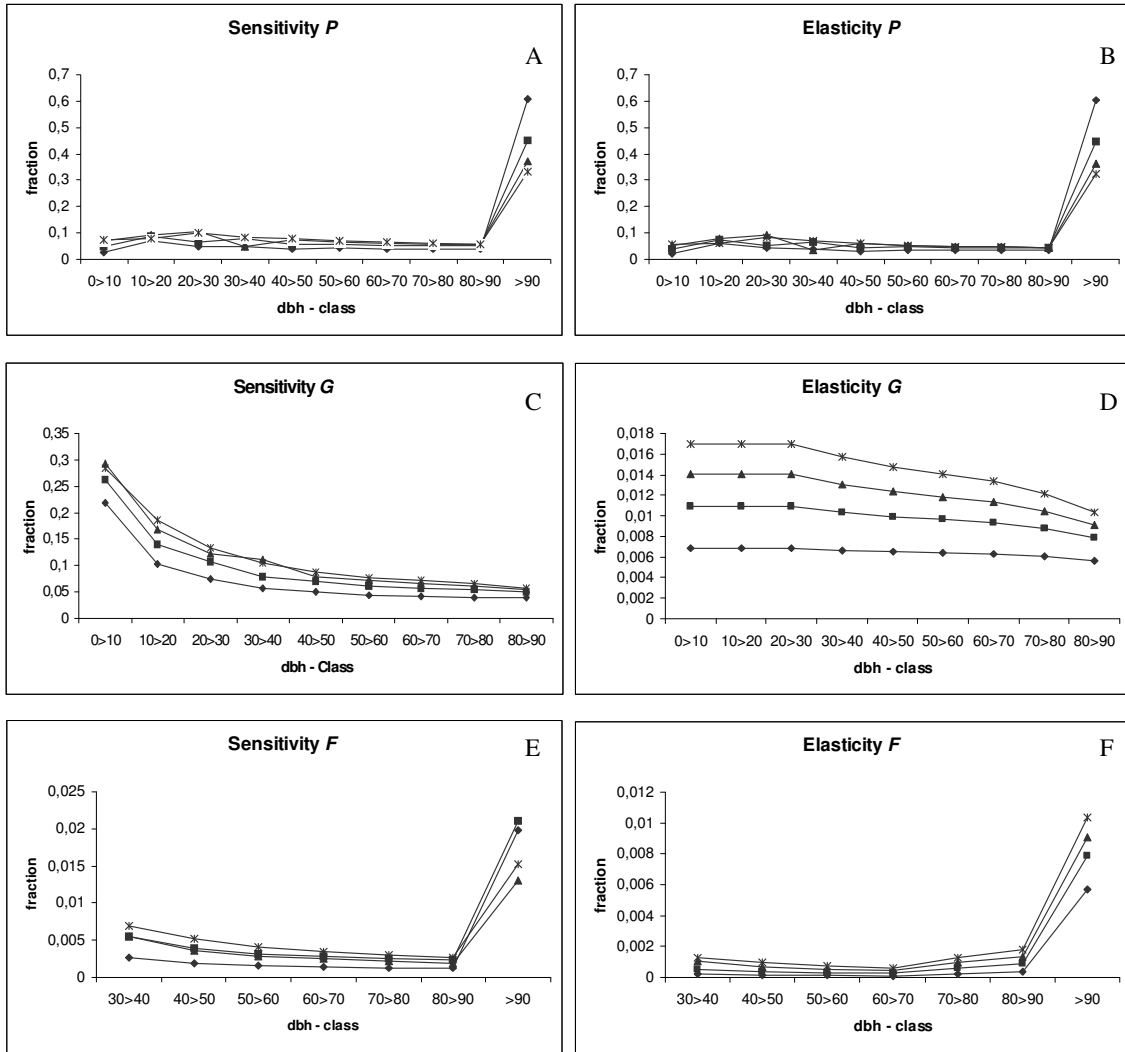 Sensitivity P
A
0,7
0,6
0,5
0,4
0,3
0,2
0,1
0
fraction
0>10 10>20 20>30 30>40 40>50 50>60 60>70 70>80 80>90 >90
dbh - class
Elasticity P
B
0,7
0,6
0,5
0,4
0,3
0,2
0,1
0
fraction
0>10 10>20 20>30 30>40 40>50 50>60 60>70 70>80 80>90 >90
dbh - class
Sensitivity G
C
0,35
0,3
0,25
0,2
0,15
0,1
0,05
0
fraction
0>10 10>20 20>30 30>40 40>50 50>60 60>70 70>80 80>90
dbh - Class
Elasticity G
D
0,018
0,016
0,014
0,012
0,01
0,008
0,006
0,004
0,002
0
fraction
0>10 10>20 20>30 30>40 40>50 50>60 60>70 70>80 80>90
dbh - class
Sensitivity F
E
0,025
0,02
0,015
0,01
0,005
0
fraction
30>40 40>50 50>60 60>70 70>80 80>90 >90
dbh - class
Elasticity F
F
0,012
0,01
0,008
0,006
0,004
0,002
0
fraction
30>40 40>50 50>60 60>70 70>80 80>90 >90
dbh - class